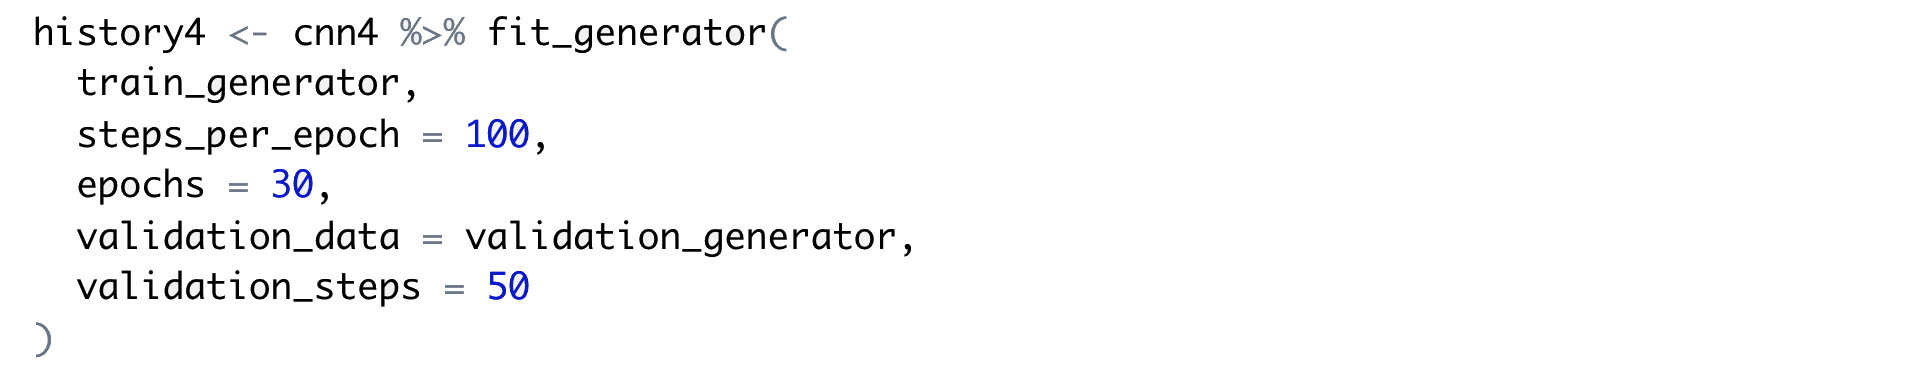 history4 <- cnn4 %>% fit_generator(
  train_generator,
  steps_per_epoch = 100,
  epochs = 30,
  validation_data = validation_generator,
  validation_steps = 50
)